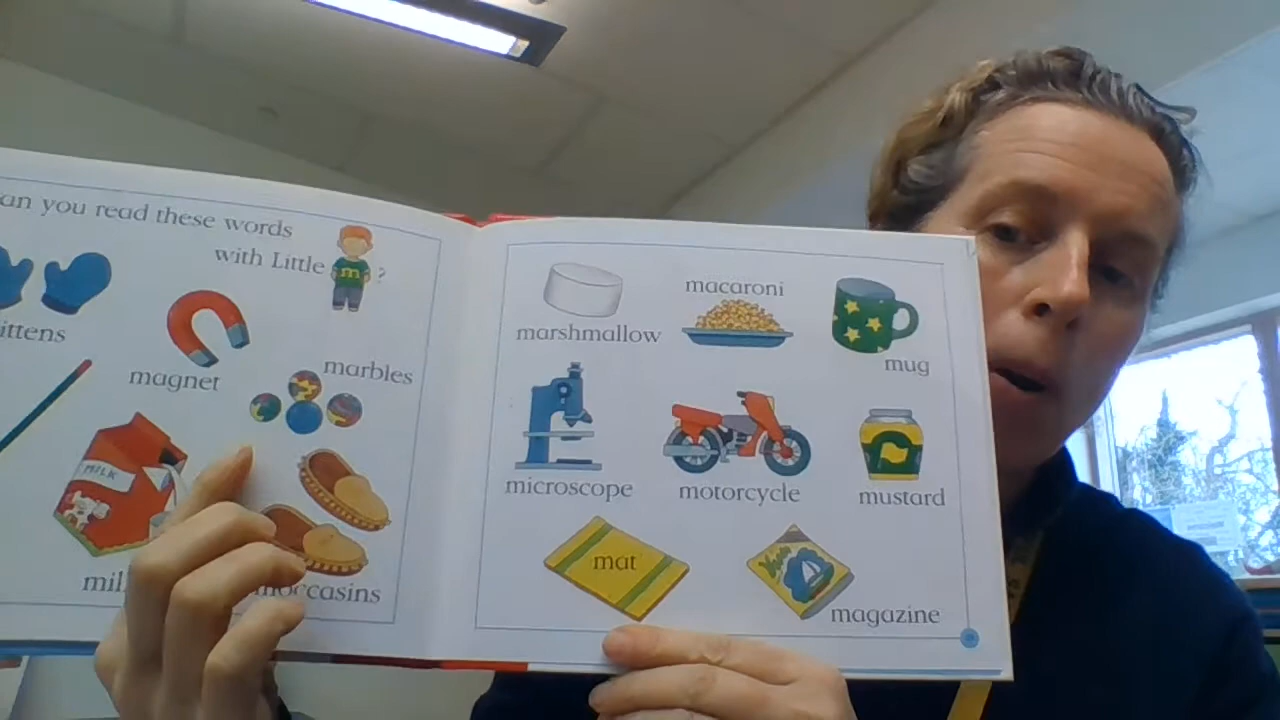 an you read these words
with Little m ?
ittens
magnet
marbles
MILK
mil
moccasins
marshmallow
macaroni
mug
microscope
motorcycle
mustard
mat
magazine